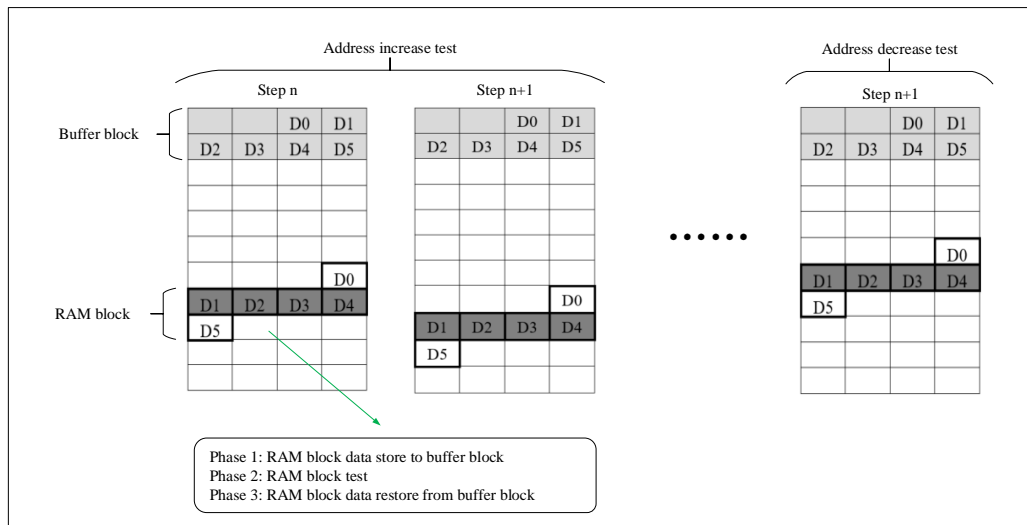 Address increase test
Address decrease test
Step n
Step n+1
Step n+1
Buffer block
D0 D1
D2 D3 D4 D5
D0 D1
D2 D3 D4 D5
D0 D1
D2 D3 D4 D5
......
RAM block
D0
D1 D2 D3 D4
D5
D0
D1 D2 D3 D4
D5
D0
D1 D2 D3 D4
D5
Phase 1: RAM block data store to buffer block
Phase 2: RAM block test
Phase 3: RAM block data restore from buffer block